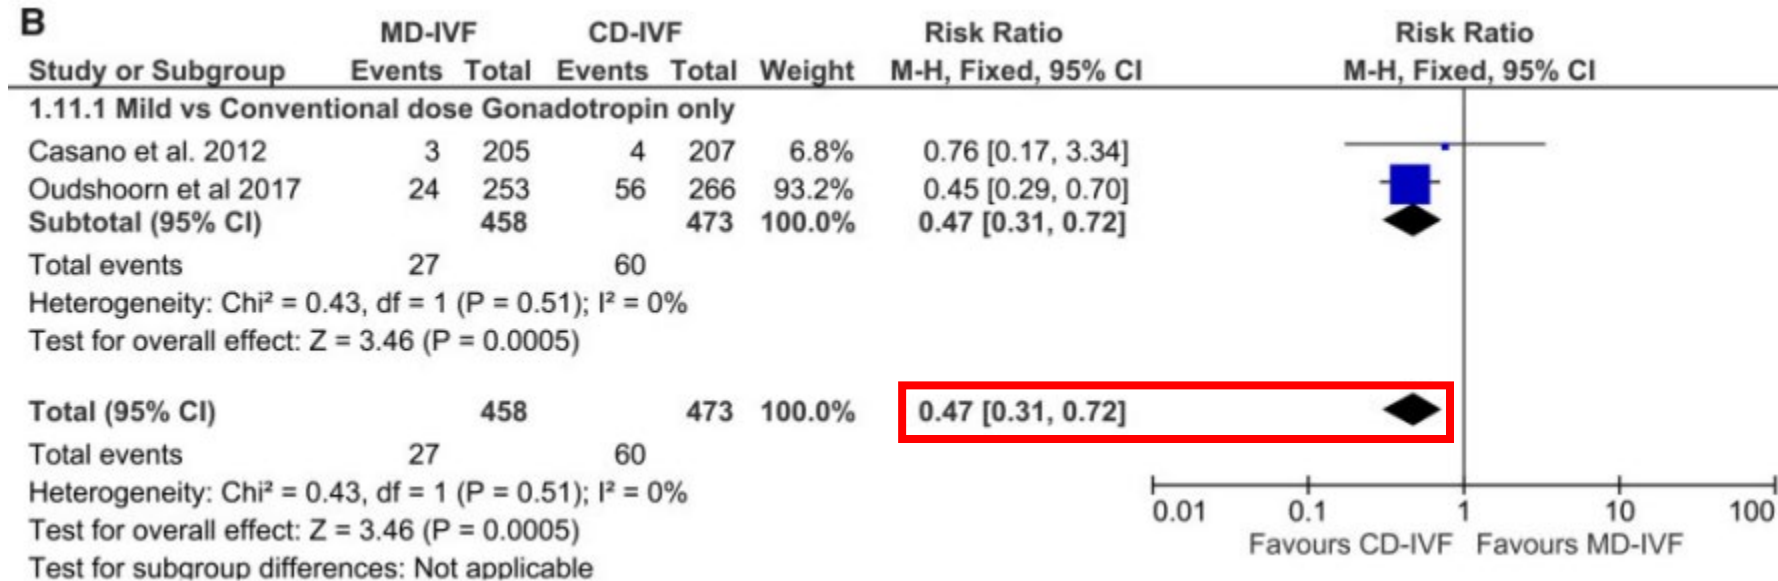 B
MD-IVF CD-IVF Risk Ratio Risk Ratio
Study or Subgroup Events Total Events Total Weight M-H, Fixed, 95% CI M-H, Fixed, 95% CI
1.11.1 Mild vs Conventional dose Gonadotropin only
Casano et al. 2012 3 205 4 207 6.8% 0.76 [0.17, 3.34]
Oudshoorn et al 2017 24 253 56 266 93.2% 0.45 [0.29, 0.70]
Subtotal (95% CI) 458 473 100.0% 0.47 [0.31, 0.72]
Total events 27 60
Heterogeneity: Chi² = 0.43, df = 1 (P = 0.51); I² = 0%
Test for overall effect: Z = 3.46 (P = 0.0005)
Total (95% CI) 458 473 100.0% 0.47 [0.31, 0.72]
Total events 27 60
Heterogeneity: Chi² = 0.43, df = 1 (P = 0.51); I² = 0%
Test for overall effect: Z = 3.46 (P = 0.0005)
Test for subgroup differences: Not applicable
0.01 0.1 1 10 100
Favours CD-IVF Favours MD-IVF